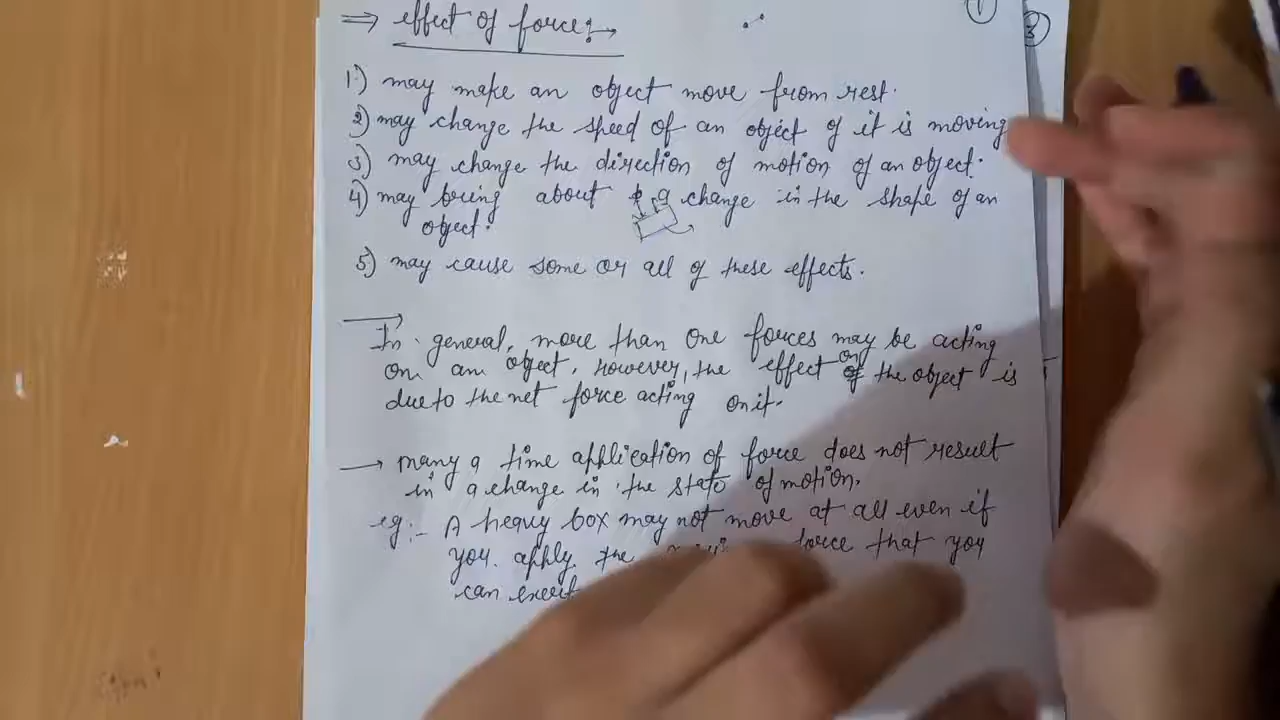 ⇒ effect of force:→
1) may make an object move from rest.
2) may change the speed of an object of it is moving
3) may change the direction of motion of an object.
4) may bring about a change in the shape of an
object.
5) may cause some or all of these effects.
In general, more than one forces may be acting
on an object. However, the effect on the object is
due to the net force acting on it.
→ many a time application of force does not result
in a change in the state of motion.
eg:- A heavy box may not move at all even if
you apply the force that you
can exert
1
3